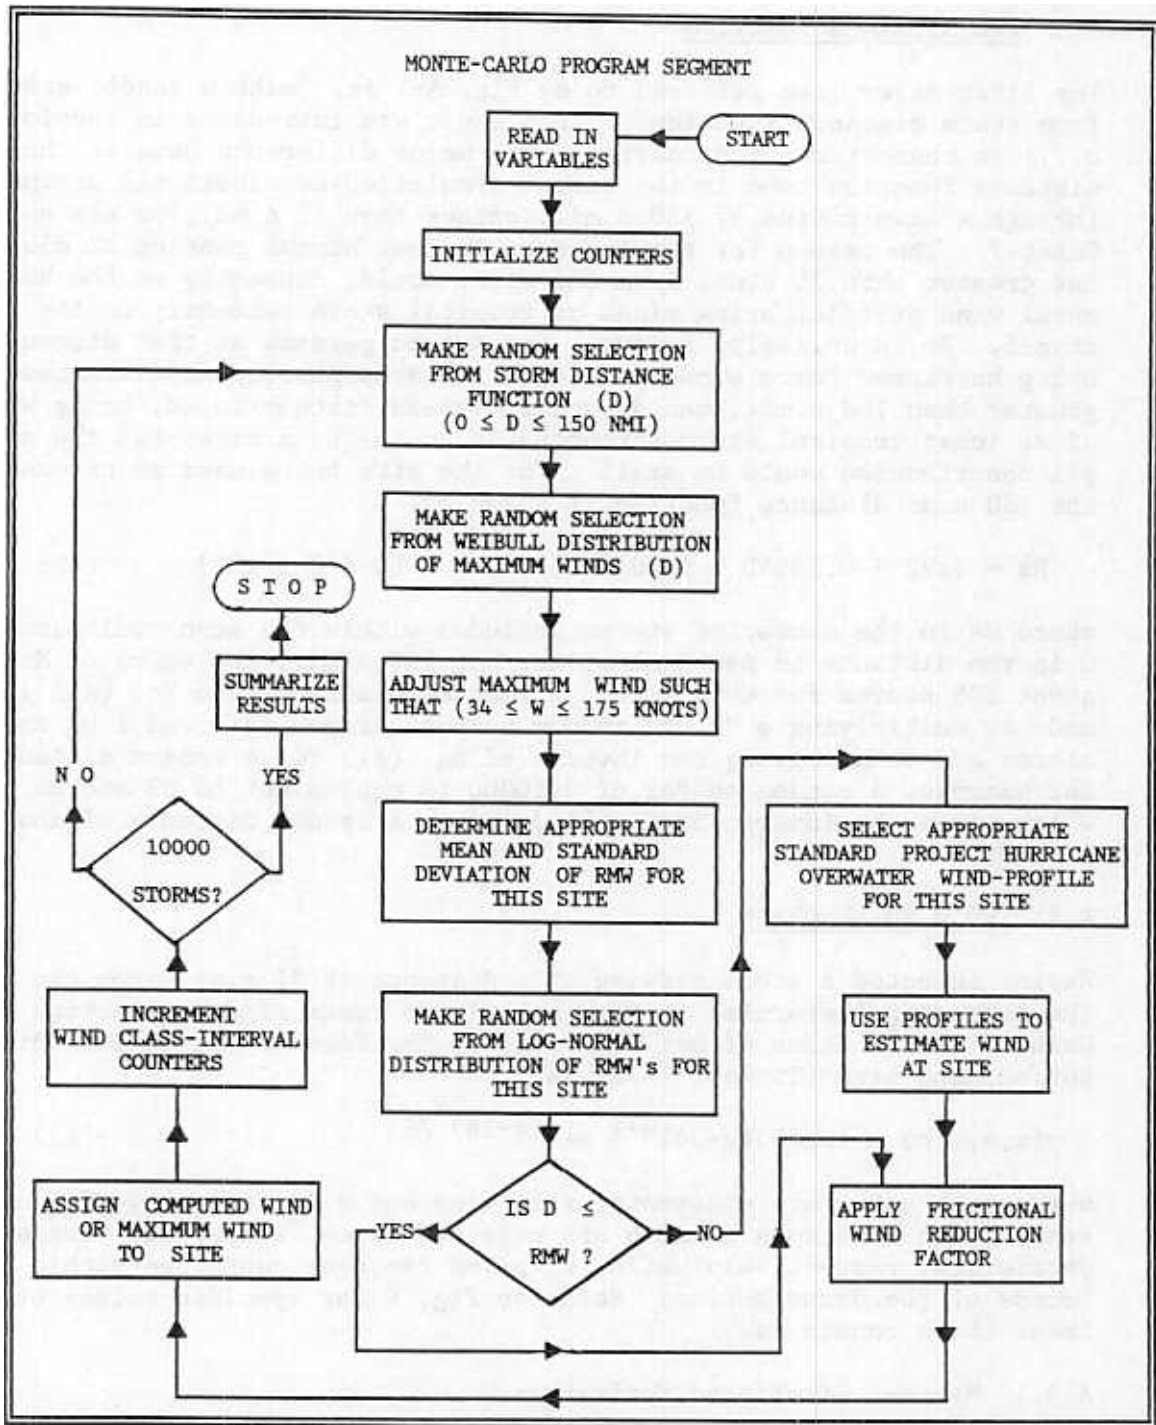 MONTE-CARLO PROGRAM SEGMENT
START
READ IN
VARIABLES
INITIALIZE COUNTERS
MAKE RANDOM SELECTION
FROM STORM DISTANCE
FUNCTION (D)
(0 ≤ D ≤ 150 NMI)
MAKE RANDOM SELECTION
FROM WEIBULL DISTRIBUTION
OF MAXIMUM WINDS (D)
ADJUST MAXIMUM WIND SUCH
THAT (34 ≤ W ≤ 175 KNOTS)
DETERMINE APPROPRIATE
MEAN AND STANDARD
DEVIATION OF RMW FOR
THIS SITE
MAKE RANDOM SELECTION
FROM LOG-NORMAL
DISTRIBUTION OF RMW's FOR
THIS SITE
IS D ≤
RMW ?
YES
NO
SELECT APPROPRIATE
STANDARD PROJECT HURRICANE
OVERWATER WIND-PROFILE
FOR THIS SITE
USE PROFILES TO
ESTIMATE WIND
AT SITE
APPLY FRICTIONAL
WIND REDUCTION
FACTOR
ASSIGN COMPUTED WIND
OR MAXIMUM WIND
TO SITE
INCREMENT
WIND CLASS-INTERVAL
COUNTERS
10000
STORMS?
N O
YES
SUMMARIZE
RESULTS
S T O P